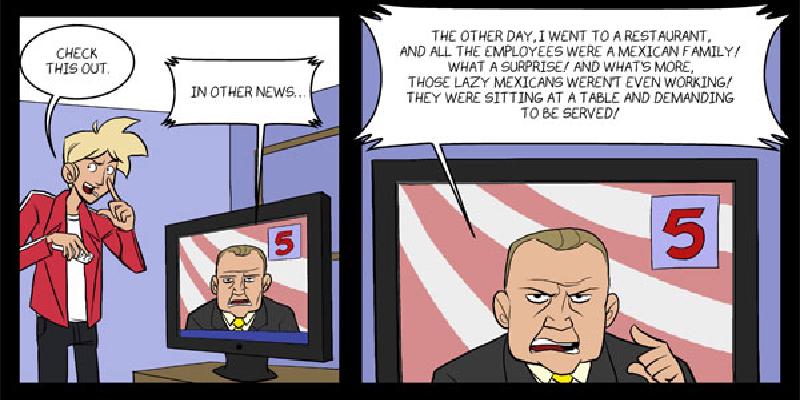 CHECK
THIS OUT.
IN OTHER NEWS...
5
THE OTHER DAY, I WENT TO A RESTAURANT,
AND ALL THE EMPLOYEES WERE A MEXICAN FAMILY!
WHAT A SURPRISE! AND WHAT'S MORE,
THOSE LAZY MEXICANS WEREN'T EVEN WORKING!
THEY WERE SITTING AT A TABLE AND DEMANDING
TO BE SERVED!
5